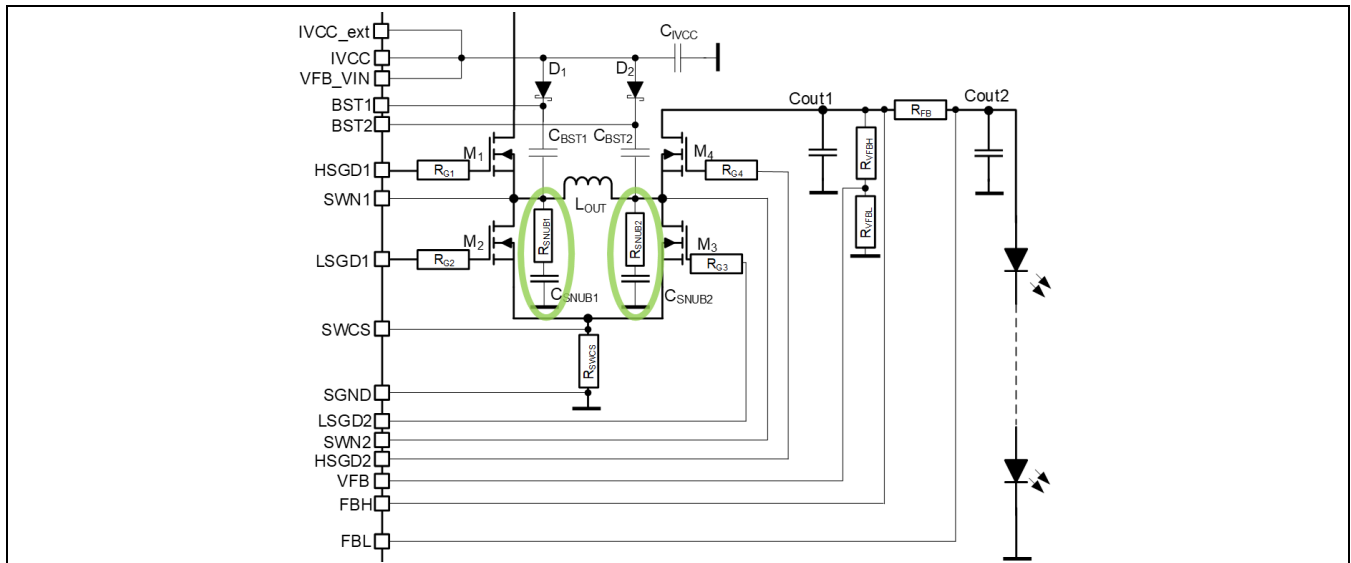 IVCC_ext
IVCC
VFB_VIN
BST1
BST2
HSGD1
SWN1
LSGD1
SWCS
SGND
LSGD2
SWN2
HSGD2
VFB
FBH
FBL
CIVCC
D1
D2
CBST1
CBST2
M1
M4
RG1
RG4
LOUT
RSNUB1
RSNUB2
M2
M3
RG2
RG3
CSNUB1
CSNUB2
RSWCS
Cout1
RFB
Cout2
RVFBH
RVFBL